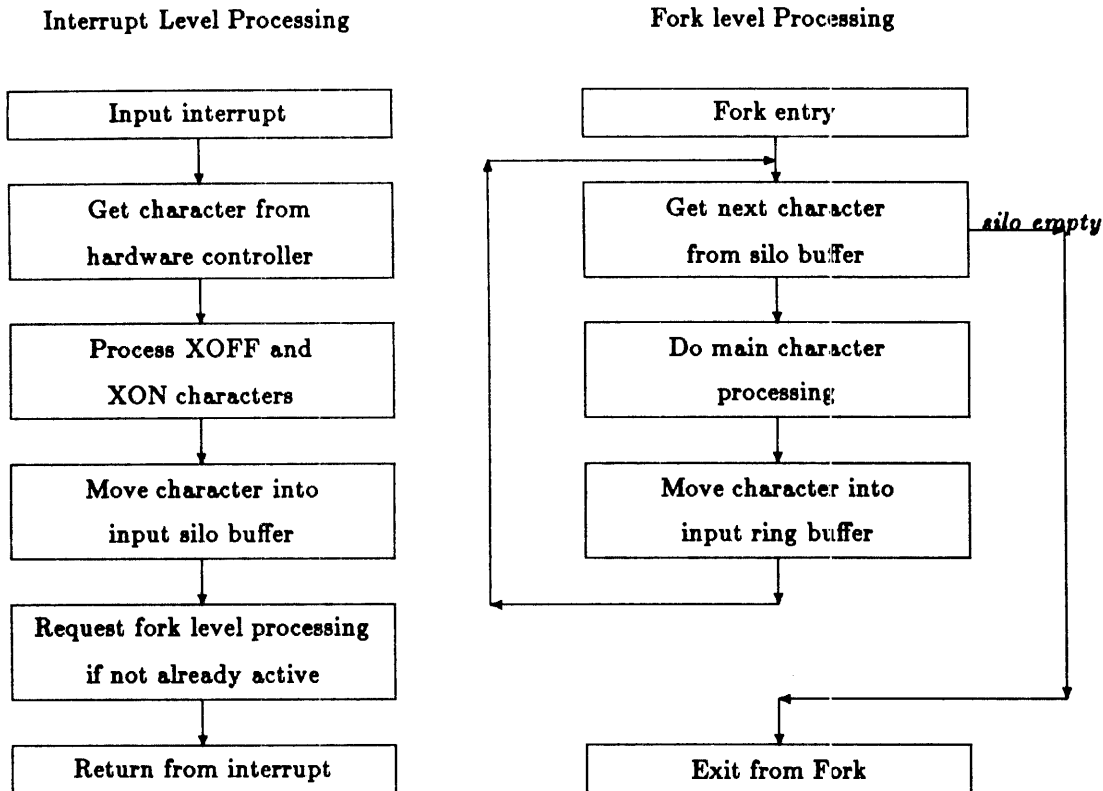 Interrupt Level Processing
Input interrupt
Get character from
hardware controller
Process XOFF and
XON characters
Move character into
input silo buffer
Request fork level processing
if not already active
Return from interrupt
Fork level Processing
Fork entry
Get next character
from silo buffer
silo empty
Do main character
processing
Move character into
input ring buffer
Exit from Fork